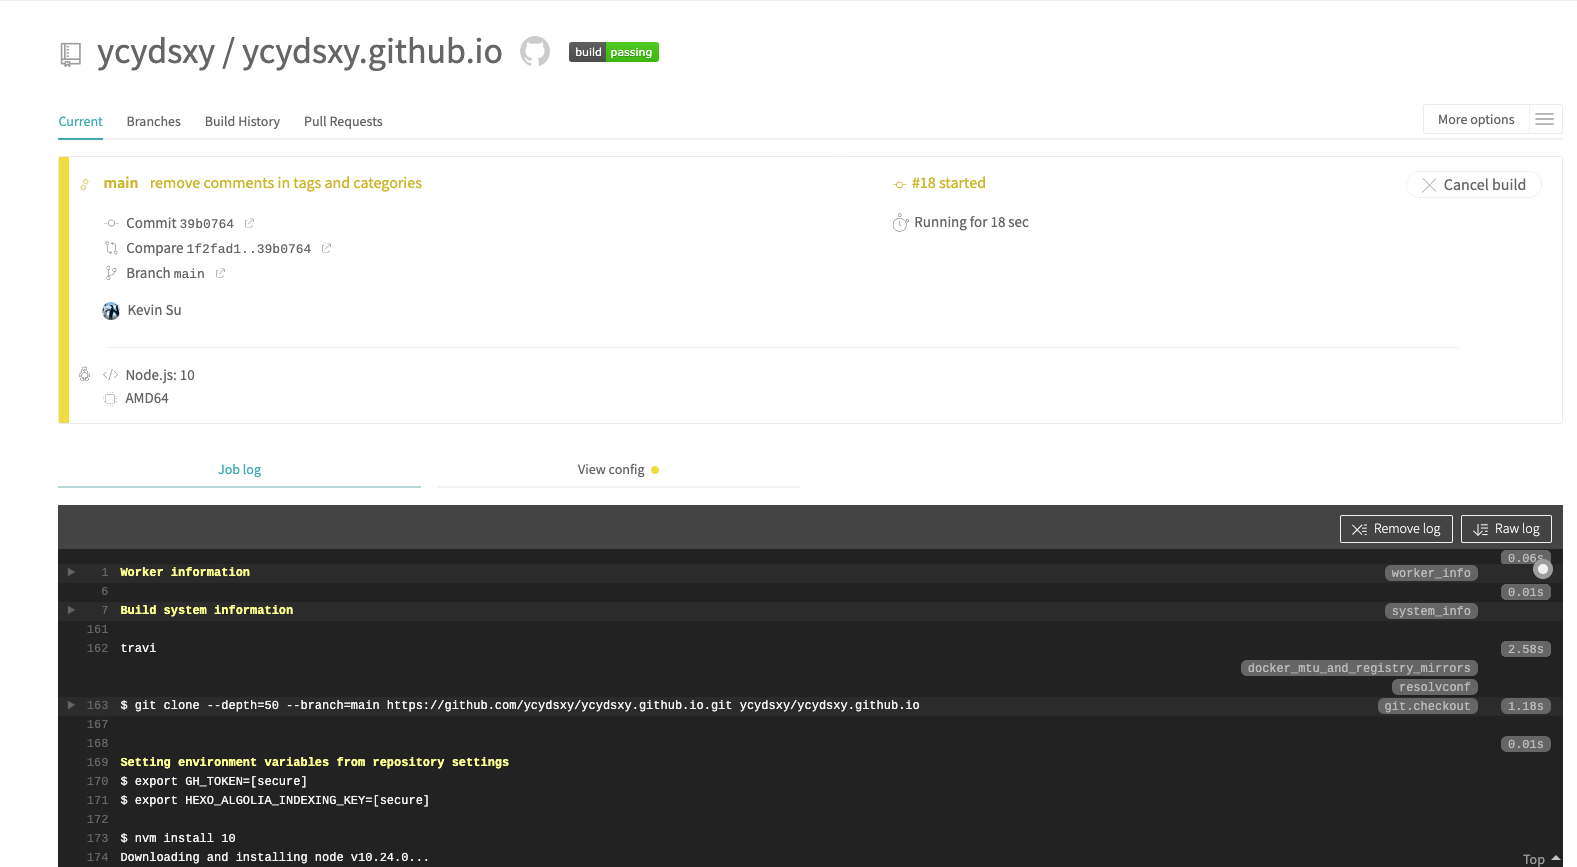 ycydsxy / ycydsxy.github.io build passing
Current Branches Build History Pull Requests More options
main remove comments in tags and categories #18 started Cancel build
Commit 39b0764 Running for 18 sec
Compare 1f2fad1..39b0764
Branch main
Kevin Su
</> Node.js: 10
AMD64
Job log View config
Remove log Raw log
0.06s
1 Worker information worker_info
6 0.01s
7 Build system information system_info
161
162 travi 2.58s
docker_mtu_and_registry_mirrors
resolvconf
163 $ git clone --depth=50 --branch=main https://github.com/ycydsxy/ycydsxy.github.io.git ycydsxy/ycydsxy.github.io git.checkout 1.18s
167
168 0.01s
169 Setting environment variables from repository settings
170 $ export GH_TOKEN=[secure]
171 $ export HEXO_ALGOLIA_INDEXING_KEY=[secure]
172
173 $ nvm install 10
174 Downloading and installing node v10.24.0...
Top